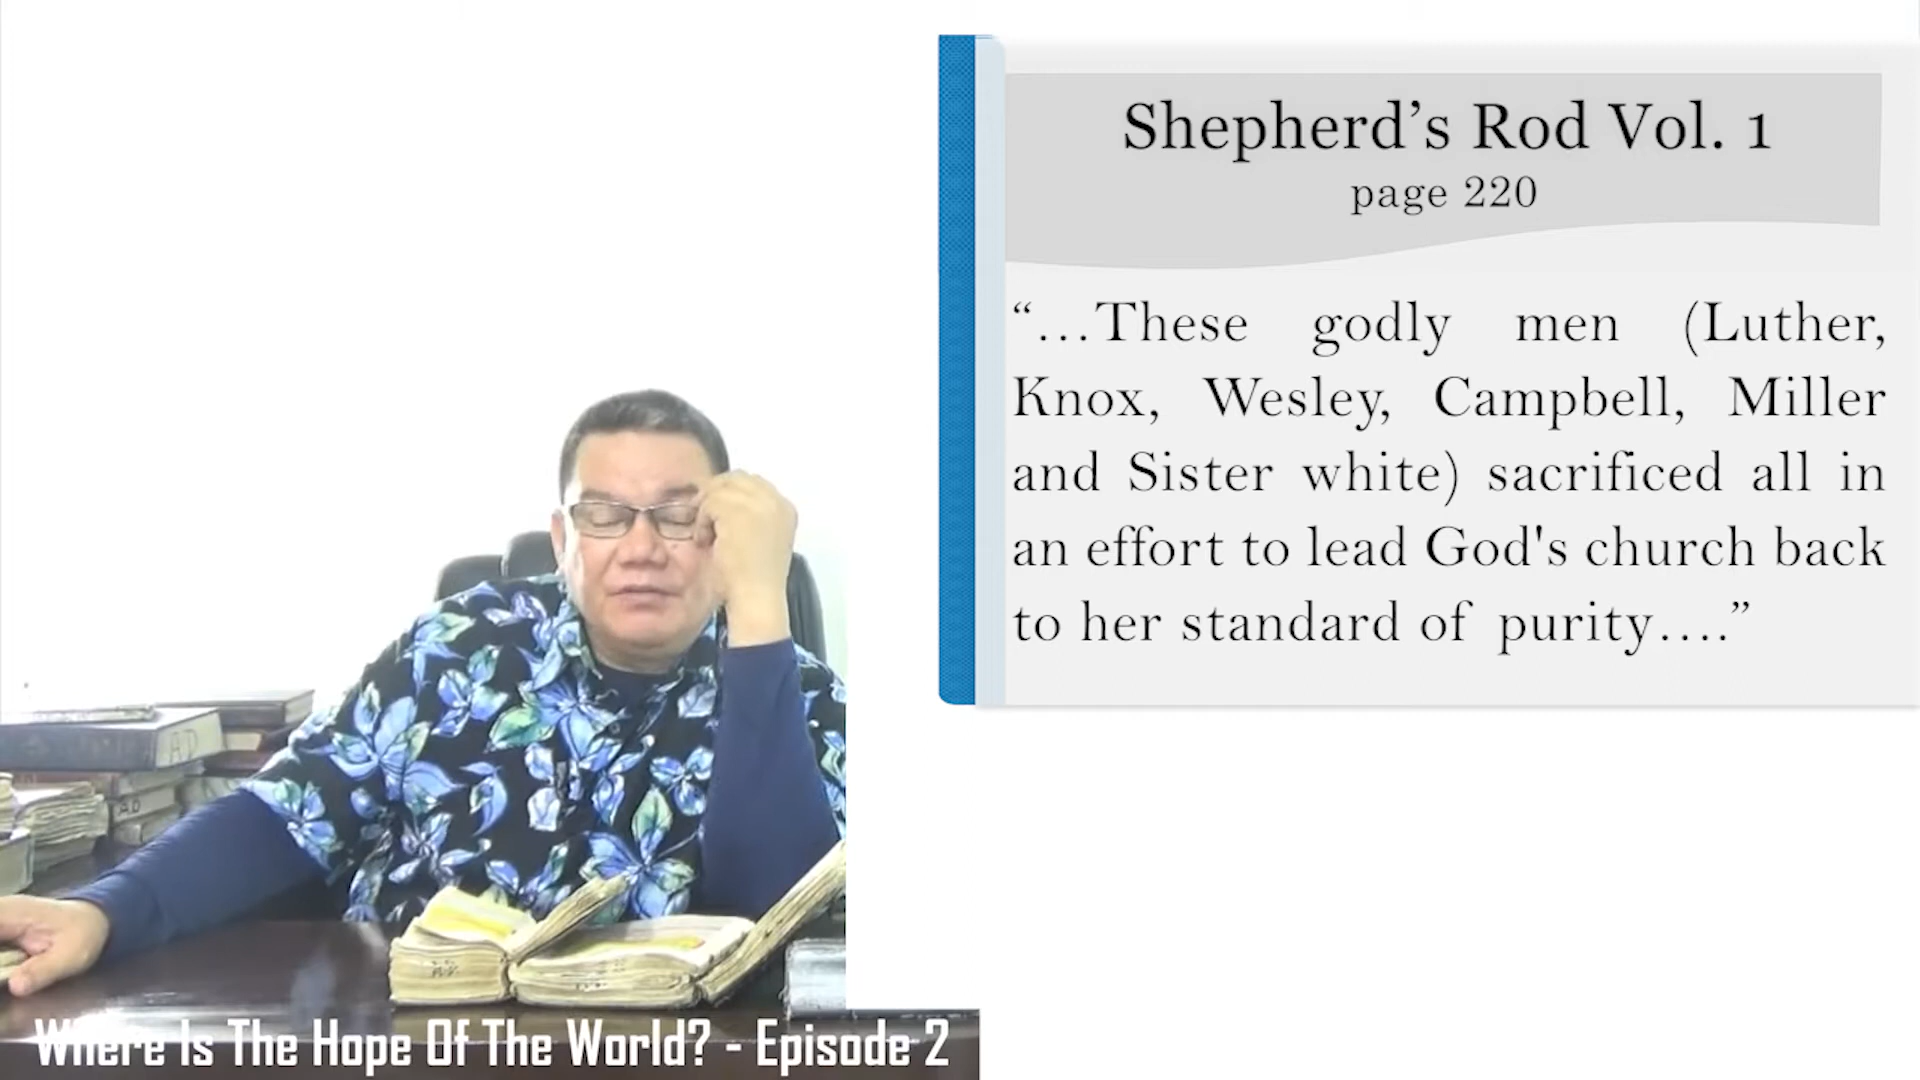 Shepherd’s Rod Vol. 1
page 220
“…These godly men (Luther,
Knox, Wesley, Campbell, Miller
and Sister white) sacrificed all in
an effort to lead God's church back
to her standard of purity….”
AD
AD
Where Is The Hope Of The World? - Episode 2